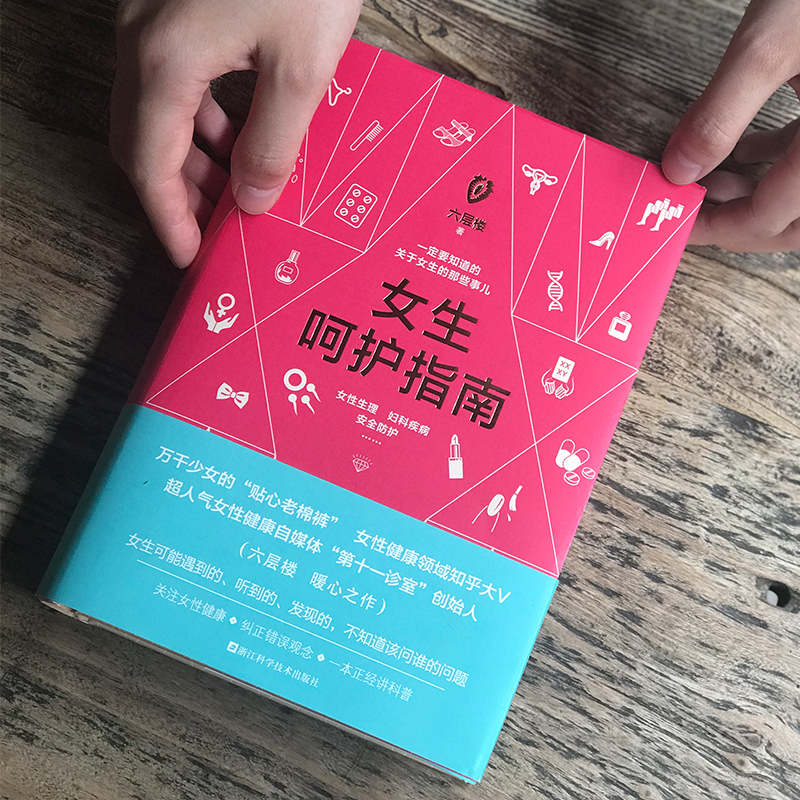 六层楼
著
一定要知道的
关于女生的那些事儿
女生
呵护指南
女性生理 妇科疾病
安全防护
……
XX
XY
万千少女的“贴心老棉裤” 女性健康领域知乎大V
超人气女性健康自媒体“第十一诊室”创始人
（六层楼 暖心之作）
女生可能遇到的、听到的、发现的，不知道该问谁的问题
关注女性健康◆纠正错误观念◆一本正经讲科普
浙江科学技术出版社